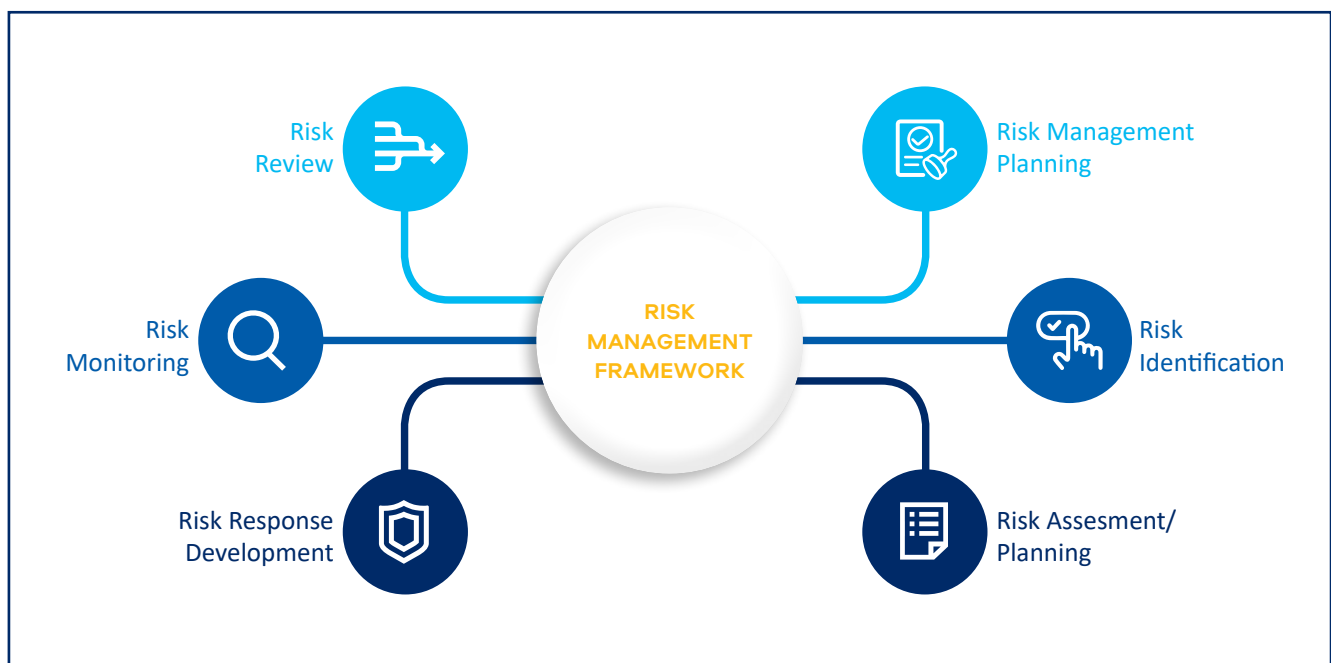 Risk
Review
Risk Management
Planning
RISK
MANAGEMENT
FRAMEWORK
Risk
Monitoring
Risk
Identification
Risk Response
Development
Risk Assesment/
Planning